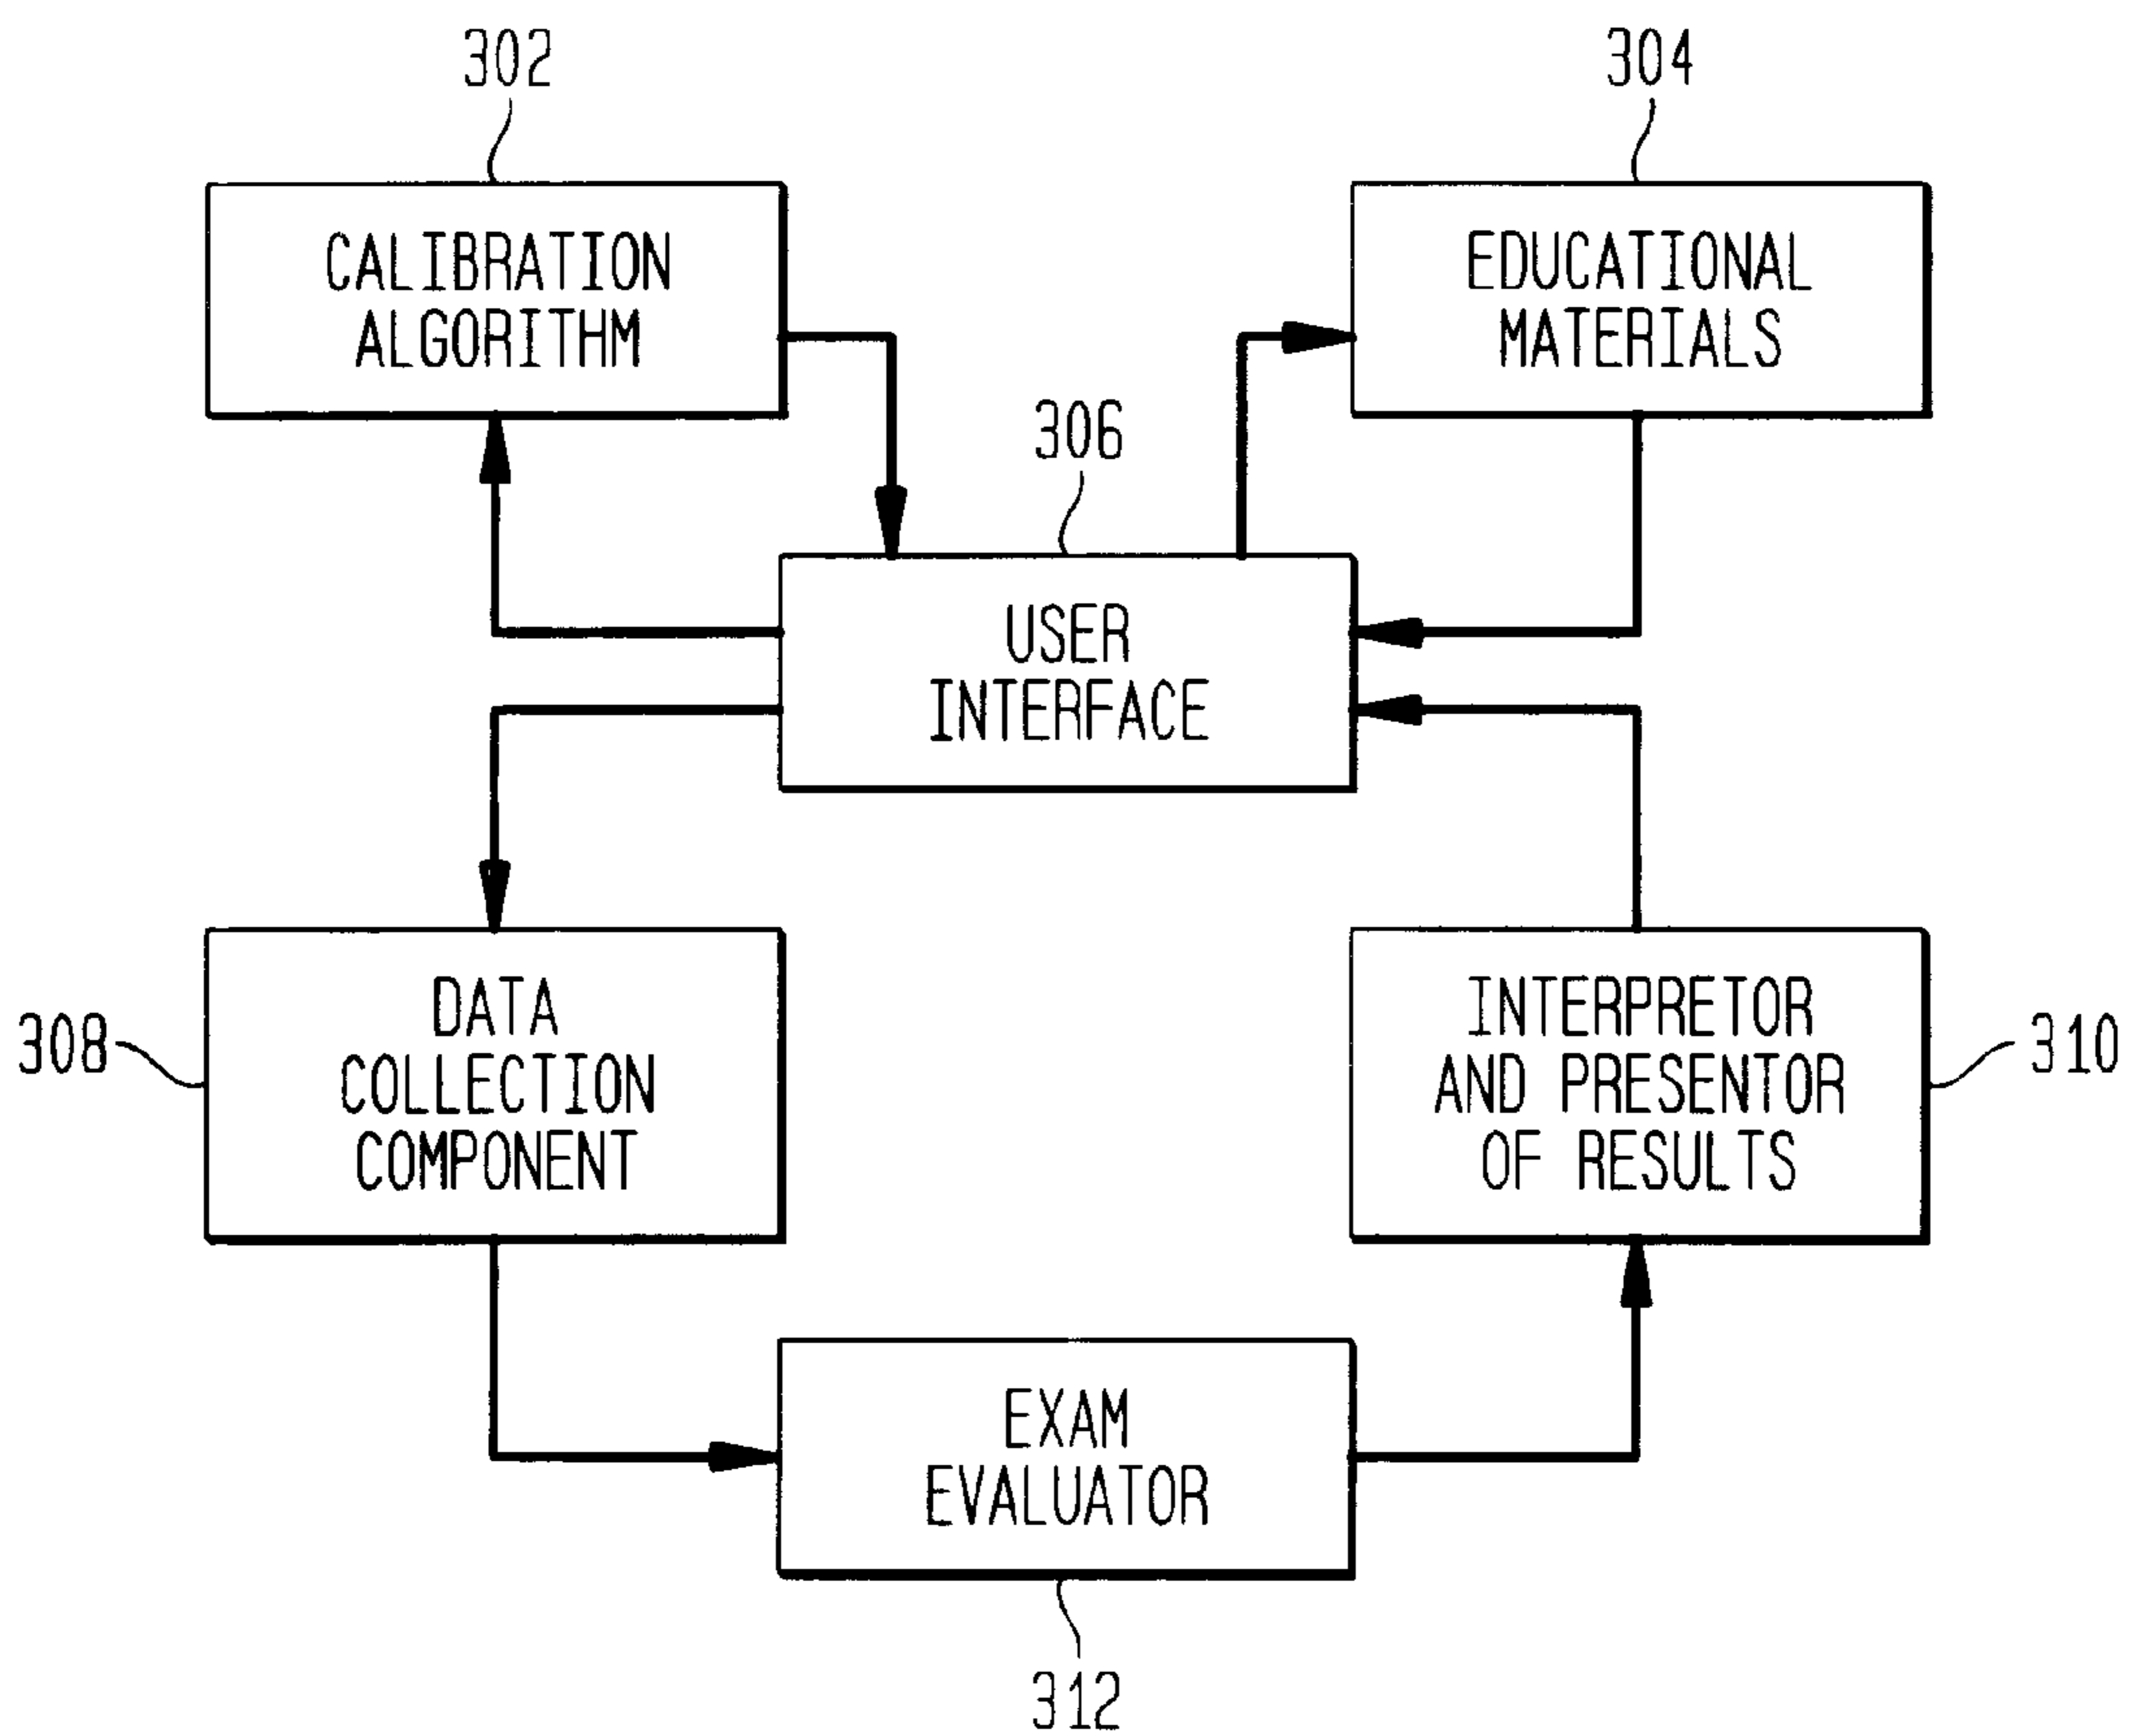 302
304
CALIBRATION
ALGORITHM
EDUCATIONAL
MATERIALS
306
USER
INTERFACE
DATA
COLLECTION
COMPONENT
308
INTERPRETOR
AND PRESENTOR
OF RESULTS
310
EXAM
EVALUATOR
312